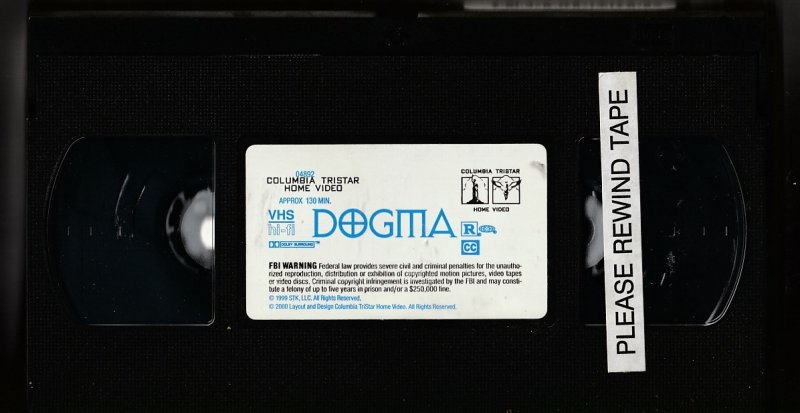 04892
COLUMBIA TRISTAR
HOME VIDEO
APPROX 130 MIN.
VHS
hi-fi
DOLBY SURROUND™
DOGMA
COLUMBIA TRISTAR
HOME VIDEO
R
CC
FBI WARNING Federal law provides severe civil and criminal penalties for the unautho-
rized reproduction, distribution or exhibition of copyrighted motion pictures, video tapes
or video discs. Criminal copyright infringement is investigated by the FBI and may consti-
tute a felony of up to five years in prison and/or a $250,000 fine.
© 1999 STK, LLC. All Rights Reserved.
© 2000 Layout and Design Columbia TriStar Home Video. All Rights Reserved.
PLEASE REWIND TAPE